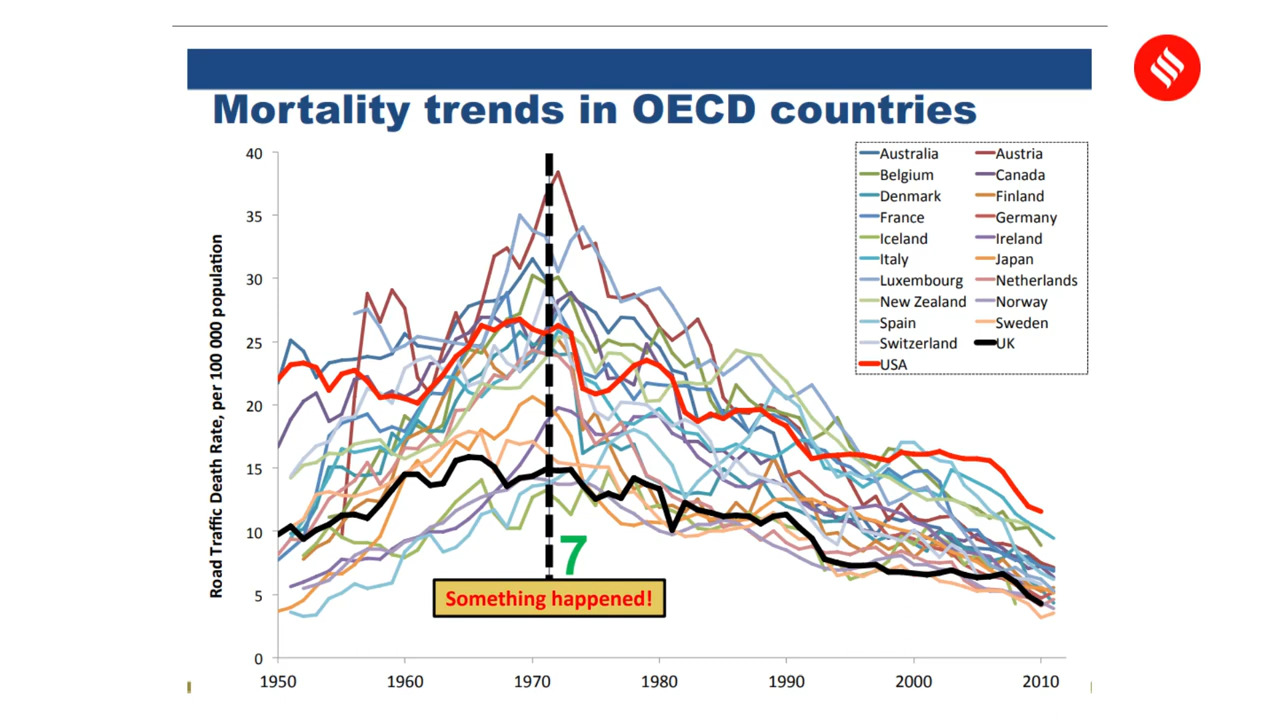 Mortality trends in OECD countries
Road Traffic Death Rate, per 100 000 population
40
35
30
25
20
15
10
5
0
1950 1960 1970 1980 1990 2000 2010
Australia Austria
Belgium Canada
Denmark Finland
France Germany
Iceland Ireland
Italy Japan
Luxembourg Netherlands
New Zealand Norway
Spain Sweden
Switzerland UK
USA
7
Something happened!